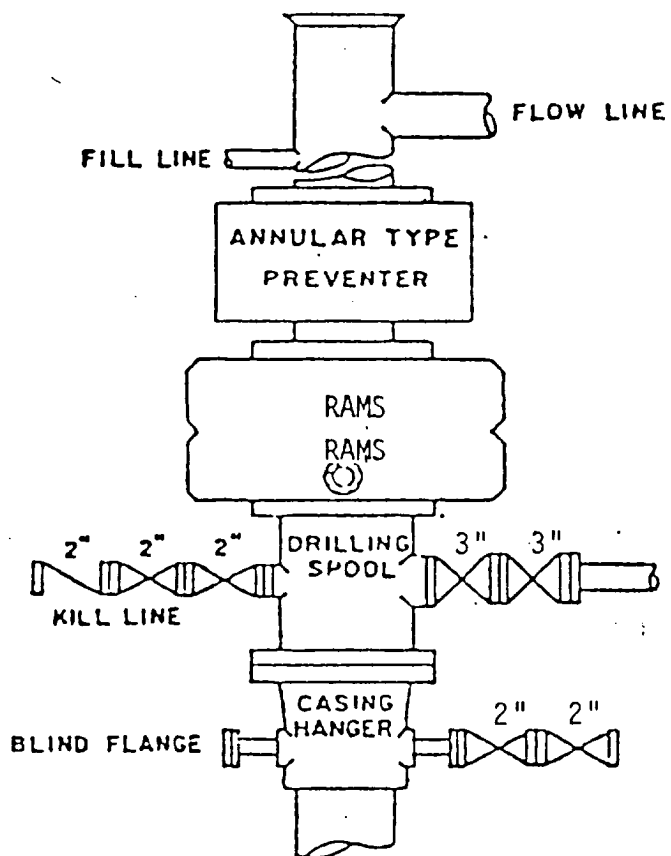 FLOW LINE
FILL LINE
ANNULAR TYPE
PREVENTER
RAMS
RAMS
2" 2" 2"
DRILLING
SPOOL
3" 3"
KILL LINE
CASING
HANGER
2" 2"
BLIND FLANGE